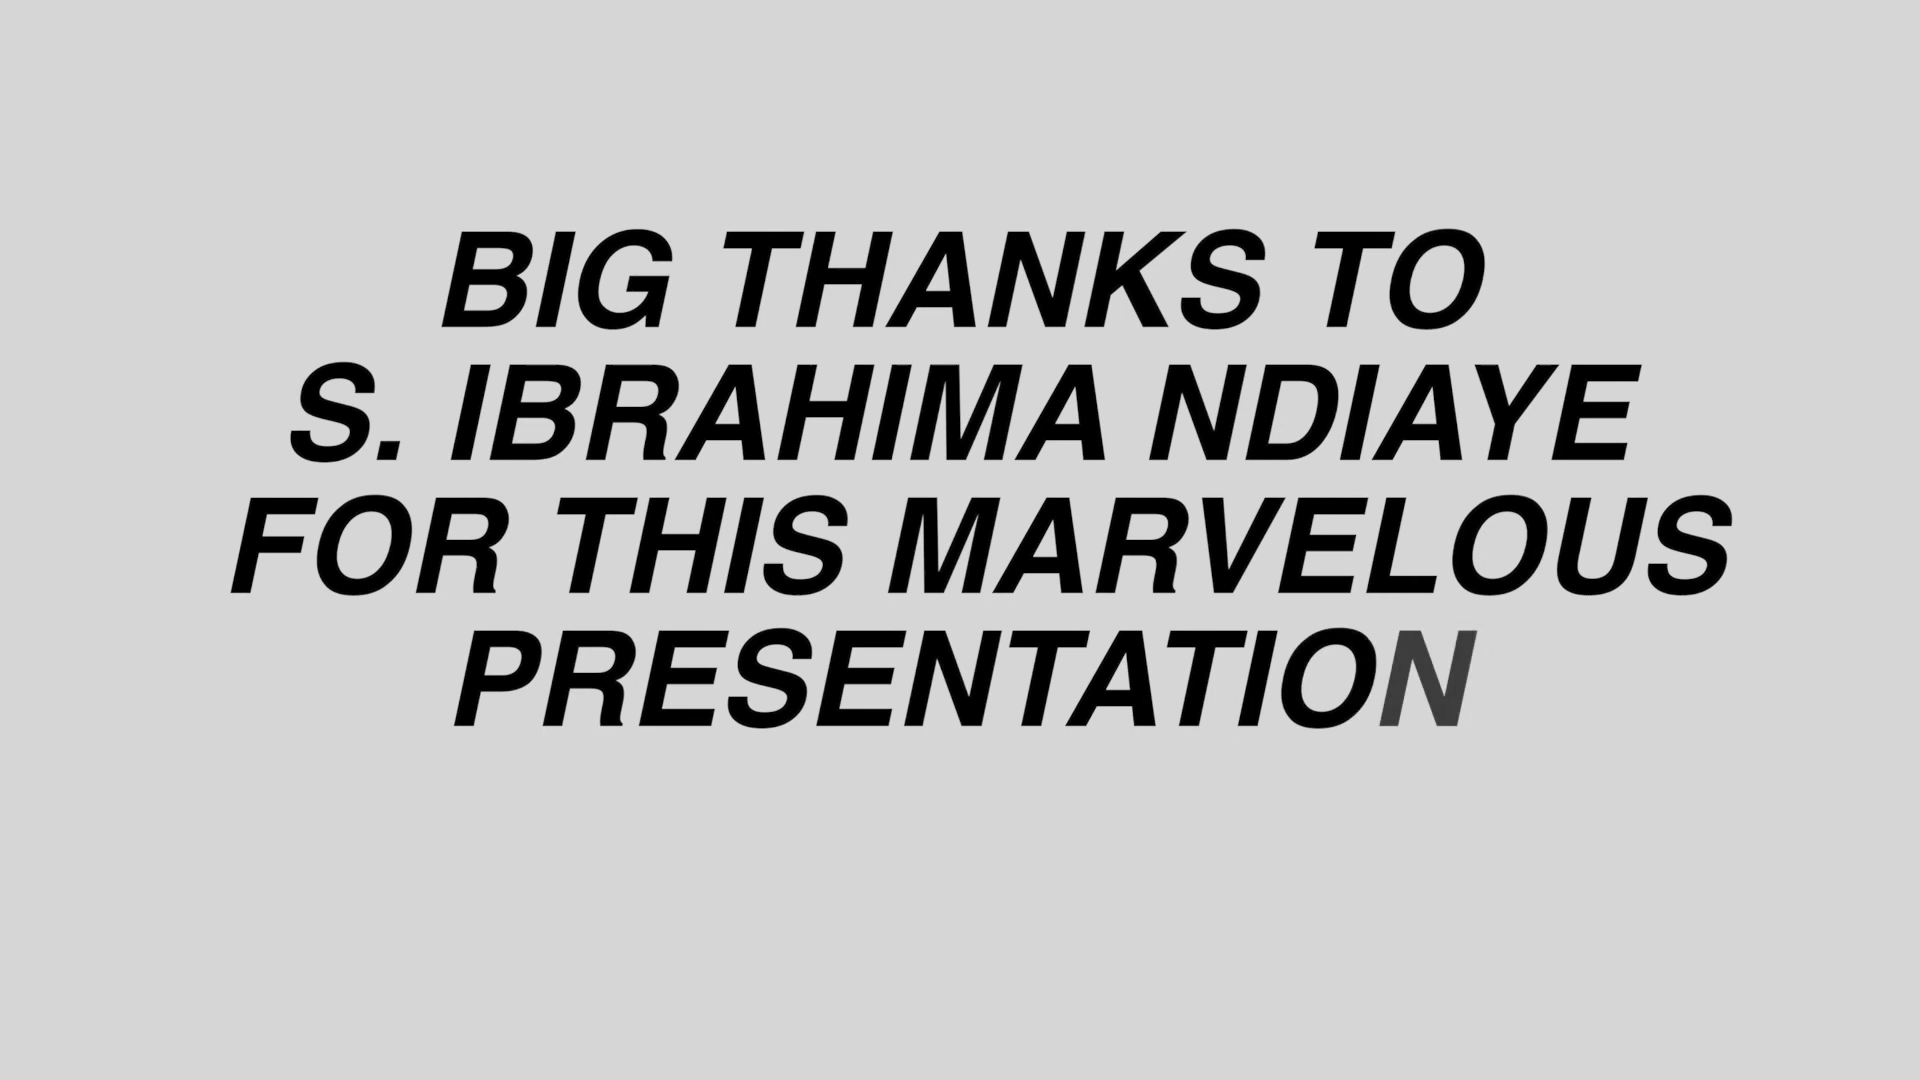 BIG THANKS TO
S. IBRAHIMA NDIAYE
FOR THIS MARVELOUS
PRESENTATION